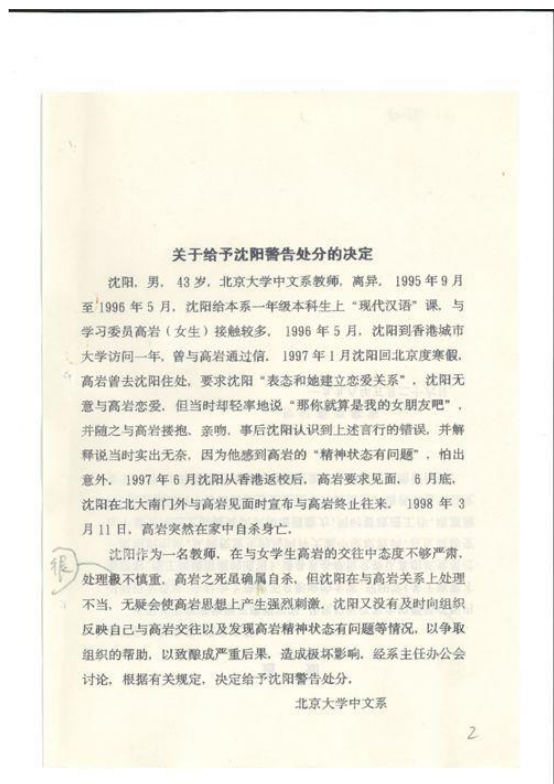 关于给予沈阳警告处分的决定
沈阳，男，43岁，北京大学中文系教师，离异，1995年9月
至1996年5月，沈阳给本系一年级本科生上“现代汉语”课，与
学习委员高岩（女生）接触较多，1996年5月，沈阳到香港城市
大学访问一年，曾与高岩通过信，1997年1月沈阳回北京度寒假，
高岩曾去沈阳住处，要求沈阳“表态和她建立恋爱关系”，沈阳无
意与高岩恋爱，但当时却轻率地说“那你就算是我的女朋友吧”，
并随之与高岩搂抱、亲吻，事后沈阳认识到上述言行的错误，并解
释说当时实出无奈，因为他感到高岩的“精神状态有问题”，怕出
意外，1997年6月沈阳从香港返校后，高岩要求见面，6月底，
沈阳在北大南门外与高岩见面时宣布与高岩终止往来，1998年3
月11日，高岩突然在家中自杀身亡，
沈阳作为一名教师，在与女学生高岩的交往中态度不够严肃，
很
处理极不慎重，高岩之死虽确属自杀，但沈阳在与高岩关系上处理
不当，无疑会使高岩思想上产生强烈刺激，沈阳又没有及时向组织
反映自己与高岩交往以及发现高岩精神状态有问题等情况，以争取
组织的帮助，以致酿成严重后果，造成极坏影响，经系主任办公会
讨论，根据有关规定，决定给予沈阳警告处分，
北京大学中文系
2